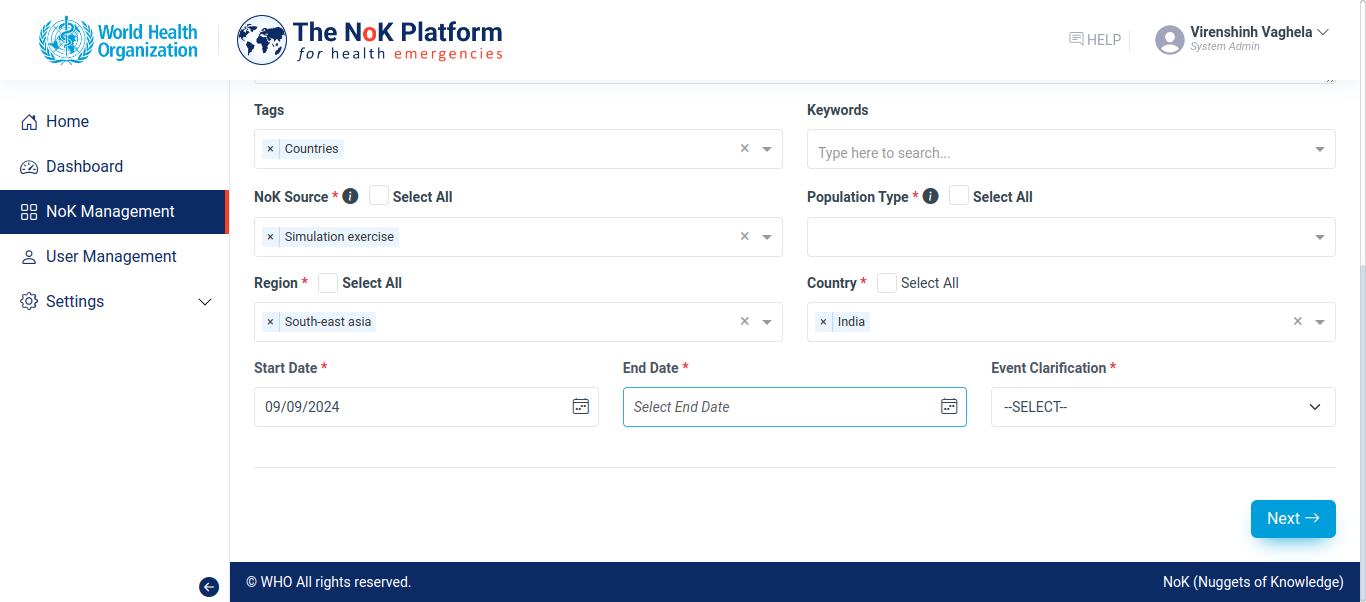 World Health
Organization
The NoK Platform
for health emergencies
HELP
Virenshinh Vaghela
System Admin
Home
Dashboard
NoK Management
User Management
Settings
Tags
Keywords
× Countries ×
Type here to search...
NoK Source * i Select All
Population Type * i Select All
× Simulation exercise ×
Region * Select All
Country * Select All
× South-east asia ×
× India ×
Start Date *
End Date *
Event Clarification *
09/09/2024
Select End Date
--SELECT--
Next →
© WHO All rights reserved.
NoK (Nuggets of Knowledge)